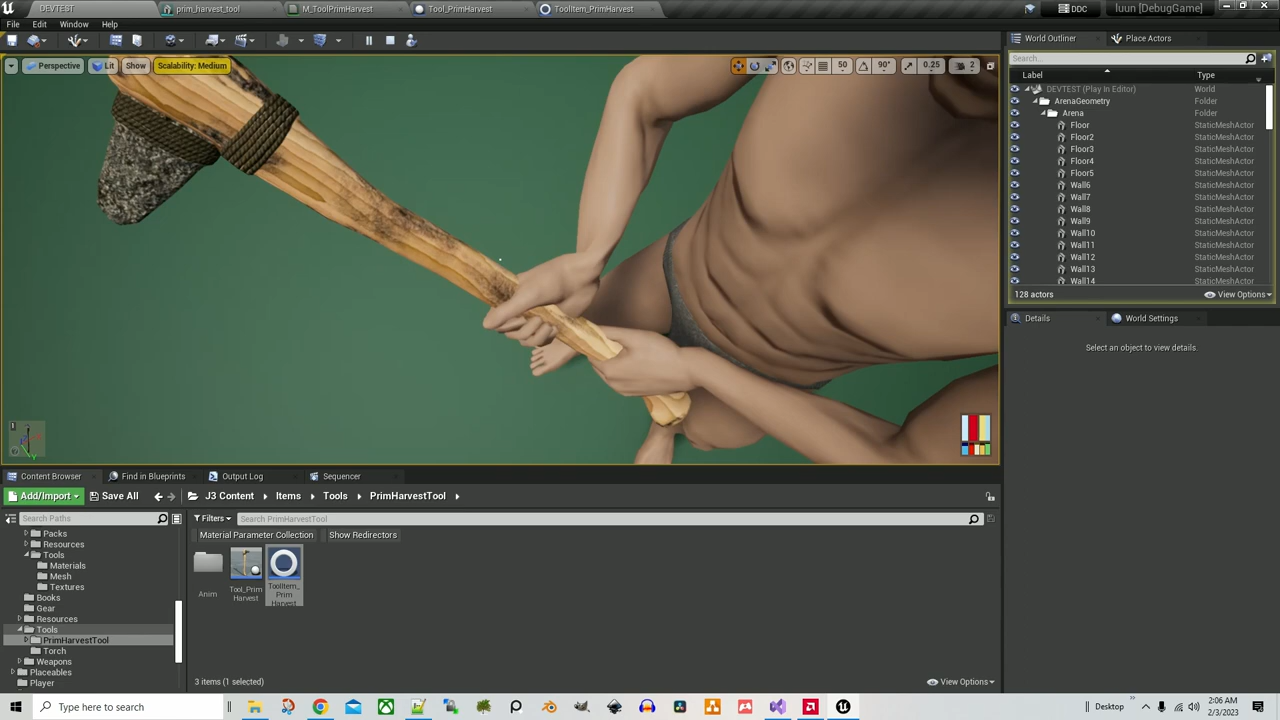 DEVTEST
prim_harvest_tool
M_ToolPrimHarvest
Tool_PrimHarvest
ToolItem_PrimHarvest
DDC
luun [DebugGame]
File Edit Window Help
World Outliner
Place Actors
Perspective
Lit
Show
Scalability: Medium
50
90°
0.25
2
Search...
Label
Type
DEVTEST (Play In Editor) World
ArenaGeometry Folder
Arena Folder
Floor StaticMeshActor
Floor2 StaticMeshActor
Floor3 StaticMeshActor
Floor4 StaticMeshActor
Floor5 StaticMeshActor
Wall6 StaticMeshActor
Wall7 StaticMeshActor
Wall8 StaticMeshActor
Wall9 StaticMeshActor
Wall10 StaticMeshActor
Wall11 StaticMeshActor
Wall12 StaticMeshActor
Wall13 StaticMeshActor
Wall14 StaticMeshActor
128 actors
View Options
Details
World Settings
Select an object to view details.
Content Browser
Find in Blueprints
Output Log
Sequencer
Add/Import
Save All
J3 Content
Items
Tools
PrimHarvestTool
Search Paths
Filters
Search PrimHarvestTool
Material Parameter Collection
Show Redirectors
Packs
Resources
Tools
Materials
Mesh
Textures
Books
Gear
Resources
Tools
PrimHarvestTool
Torch
Weapons
Placeables
Player
Anim
Tool_Prim
Harvest
ToolItem_
Prim
Harvest
3 items (1 selected)
View Options
Type here to search
Desktop
2:06 AM
2/3/2023